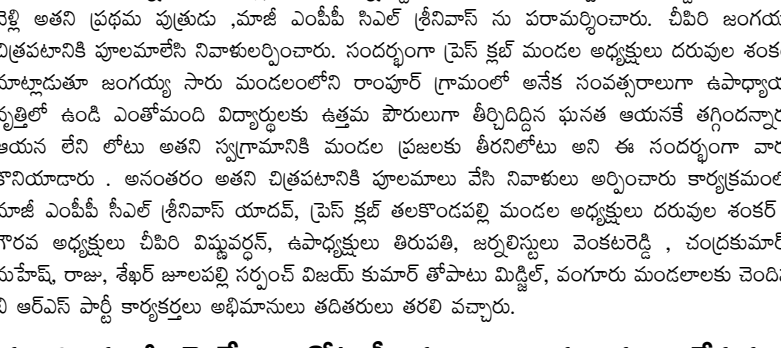 వెళ్లి అతని ప్రథమ పుత్రుడు ,మాజీ ఎంపీపీ సిఎల్ శ్రీనివాస్ ను పరామర్శించారు. చీపిరి జంగయ్య
చిత్రపటానికి పూలమాలేసి నివాళులర్పించారు. సందర్భంగా ప్రెస్ క్లబ్ మండల అధ్యక్షులు దరువుల శంకర్
మాట్లాడుతూ జంగయ్య సారు మండలంలోని రాంపూర్ గ్రామంలో అనేక సంవత్సరాలుగా ఉపాధ్యాయ
వృత్తిలో ఉండి ఎంతోమంది విద్యార్థులకు ఉత్తమ పౌరులుగా తీర్చిదిద్దిన ఘనత ఆయనకే తగ్గిందన్నారు
ఆయన లేని లోటు అతని స్వగ్రామానికి మండల ప్రజలకు తీరనిలోటు అని ఈ సందర్భంగా వారు
కొనియాడారు . అనంతరం అతని చిత్రపటానికి పూలమాలు వేసి నివాళులు అర్పించారు కార్యక్రమంలో
మాజీ ఎంపీపీ సీఎల్ శ్రీనివాస్ యాదవ్, ప్రెస్ క్లబ్ తలకొండపల్లి మండల అధ్యక్షులు దరువుల శంకర్
గౌరవ అధ్యక్షులు చీపిరి విష్ణువర్ధన్, ఉపాధ్యక్షులు తిరుపతి, జర్నలిస్టులు వెంకటరెడ్డి , చంద్రకుమార్
మహేష్, రాజు, శేఖర్ జూలపల్లి సర్పంచ్ విజయ్ కుమార్ తోపాటు మిడ్జిల్, వంగూరు మండలాలకు చెందిన
బి ఆర్ఎస్ పార్టీ కార్యకర్తలు అభిమానులు తదితరులు తరలి వచ్చారు.